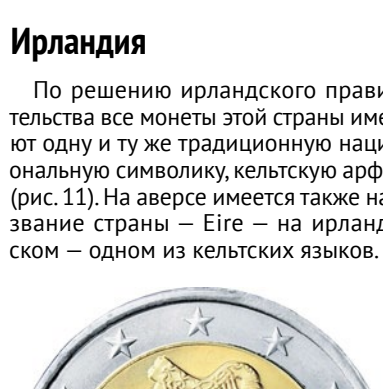 Ирландия
По решению ирландского прави
тельства все монеты этой страны име
ют одну и ту же традиционную наци
ональную символику, кельтскую арф
(рис. 11). На аверсе имеется также на
звание страны — Eire — на ирланд
ском — одном из кельтских языков.